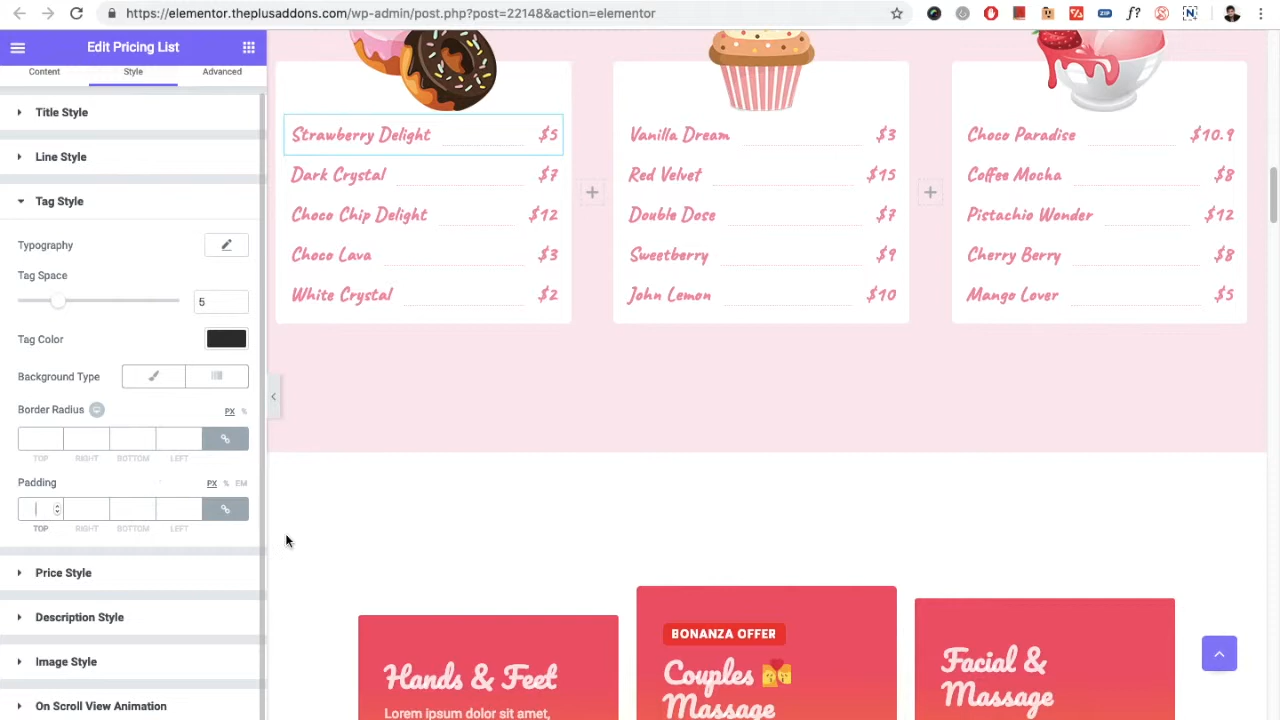 https://elementor.theplusaddons.com/wp-admin/post.php?post=22148&action=elementor
ZIP
f?
N
Edit Pricing List
Content
Style
Advanced
Title Style
Line Style
Tag Style
Typography
Tag Space
5
Tag Color
Background Type
Border Radius
PX %
TOP RIGHT BOTTOM LEFT
Padding
PX % EM
TOP RIGHT BOTTOM LEFT
Price Style
Description Style
Image Style
On Scroll View Animation
Strawberry Delight $5
Dark Crystal $7
Choco Chip Delight $12
Choco Lava $3
White Crystal $2
Vanilla Dream $3
Red Velvet $15
Double Dose $7
Sweetberry $9
John Lemon $10
Choco Paradise $10.9
Coffee Mocha $8
Pistachio Wonder $12
Cherry Berry $8
Mango Lover $5
Hands & Feet
Lorem ipsum dolor sit amet,
BONANZA OFFER
Couples
Massage
Facial &
Massage